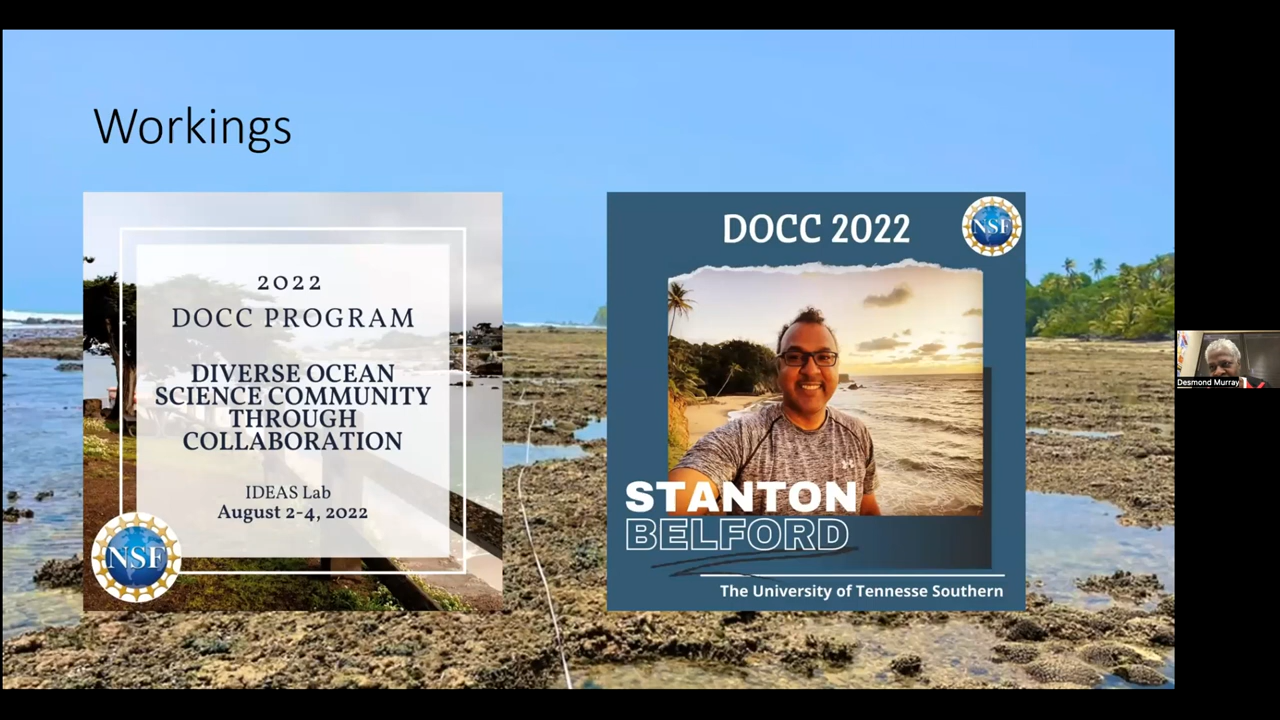 Workings
2022
DOCC PROGRAM
DIVERSE OCEAN
SCIENCE COMMUNITY
THROUGH
COLLABORATION
IDEAS Lab
August 2-4, 2022
NSF
DOCC 2022
NSF
STANTON
BELFORD
The University of Tennesse Southern
Desmond Murray